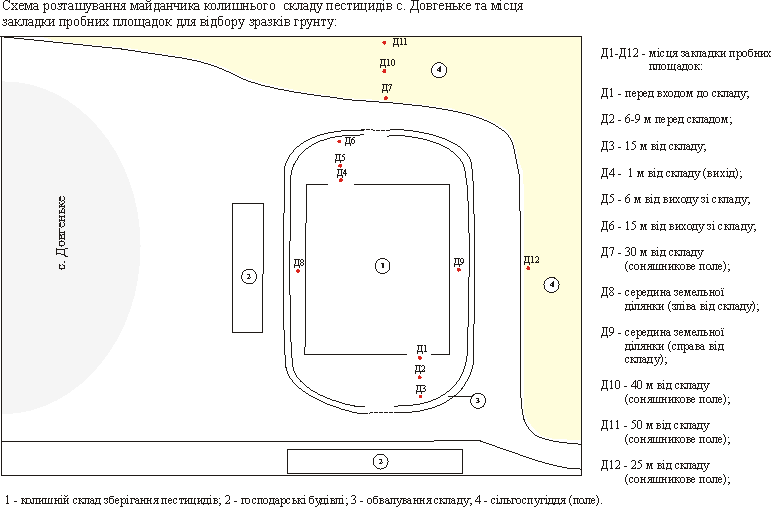 Схема розташування майданчика колишнього складу пестицидів с. Довгеньке та місця
закладки пробних площадок для відбору зразків грунту:
Д11
Д10
4
Д7
Д6
Д5
Д4
с. Довгеньке
2
Д8
1
Д9
Д12
4
Д1
Д2
Д3
3
2
Д1-Д12 - місця закладки пробних
площадок:
Д1 - перед входом до складу;
Д2 - 6-9 м перед складом;
Д3 - 15 м від складу;
Д4 - 1 м від складу (вихід);
Д5 - 6 м від виходу зі складу;
Д6 - 15 м від виходу зі складу;
Д7 - 30 м від складу
(соняшникове поле);
Д8 - середина земельної
ділянки (зліва від складу);
Д9 - середина земельної
ділянки (справа від
складу);
Д10 - 40 м від складу
(соняшникове поле);
Д11 - 50 м від складу
(соняшникове поле);
Д12 - 25 м від складу
(соняшникове поле);
1 - колишній склад зберігання пестицидів; 2 - господарські будівлі; 3 - обвалування складу; 4 - сільгоспугіддя (поле).